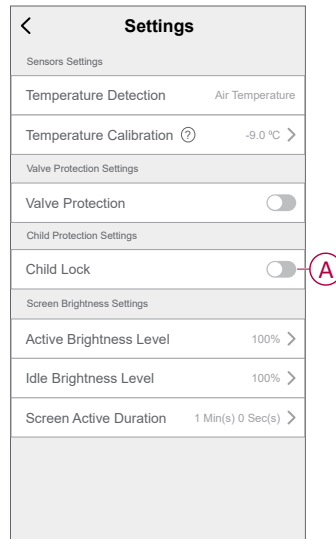 Settings
Sensors Settings
Temperature Detection Air Temperature
Temperature Calibration ? -9.0 ºC
Valve Protection Settings
Valve Protection
Child Protection Settings
Child Lock A
Screen Brightness Settings
Active Brightness Level 100%
Idle Brightness Level 100%
Screen Active Duration 1 Min(s) 0 Sec(s)